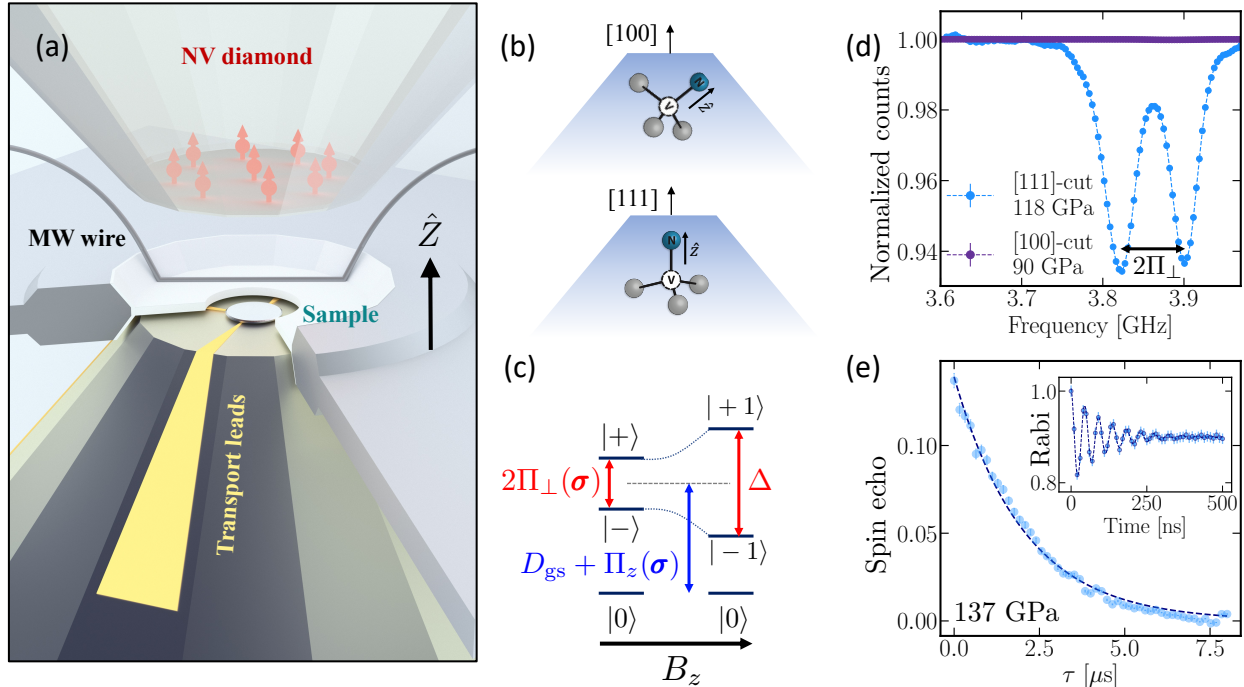 (a)
NV diamond
MW wire
Ẑ
Sample
Transport leads
(b)
[100]
N
V
ẑ
[111]
N
V
ẑ
(c)
|+1⟩
|+⟩
2Π⊥(σ)
Δ
|−⟩
|−1⟩
D_gs + Π_z(σ)
|0⟩
|0⟩
B_z
(d)
1.00
0.98
0.96
0.94
Normalized counts
[111]-cut
118 GPa
[100]-cut
90 GPa
2Π⊥
3.6
3.7
3.8
3.9
Frequency [GHz]
(e)
0.10
0.05
0.00
Spin echo
1.0
0.8
Rabi
0
250
500
Time [ns]
137 GPa
0.0
2.5
5.0
7.5
τ [μs]